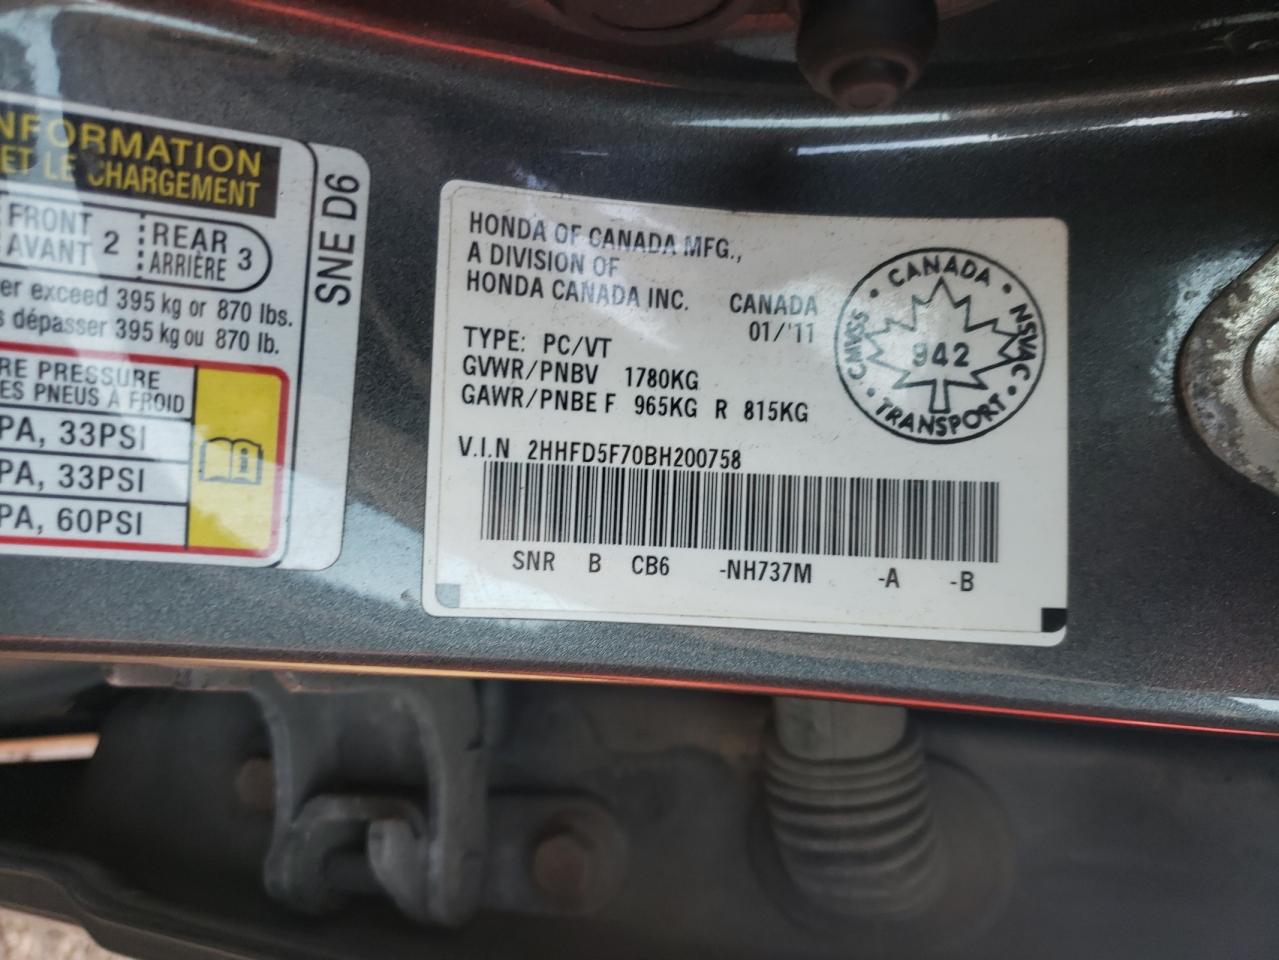 NFORMATION
ET LE CHARGEMENT
FRONT
AVANT 2
REAR
ARRIÈRE 3
er exceed 395 kg or 870 lbs.
s dépasser 395 kg ou 870 lb.
RE PRESSURE
ES PNEUS À FROID
PA, 33PSI
PA, 33PSI
PA, 60PSI
SNE D6
HONDA OF CANADA MFG.,
A DIVISION OF
HONDA CANADA INC. CANADA
01/'11
TYPE: PC/VT
GVWR/PNBV 1780KG
GAWR/PNBE F 965KG R 815KG
V.I.N 2HHFD5F70BH200758
SNR B CB6 -NH737M -A -B
CANADA
CMVSS
942
NSVAC
TRANSPORT